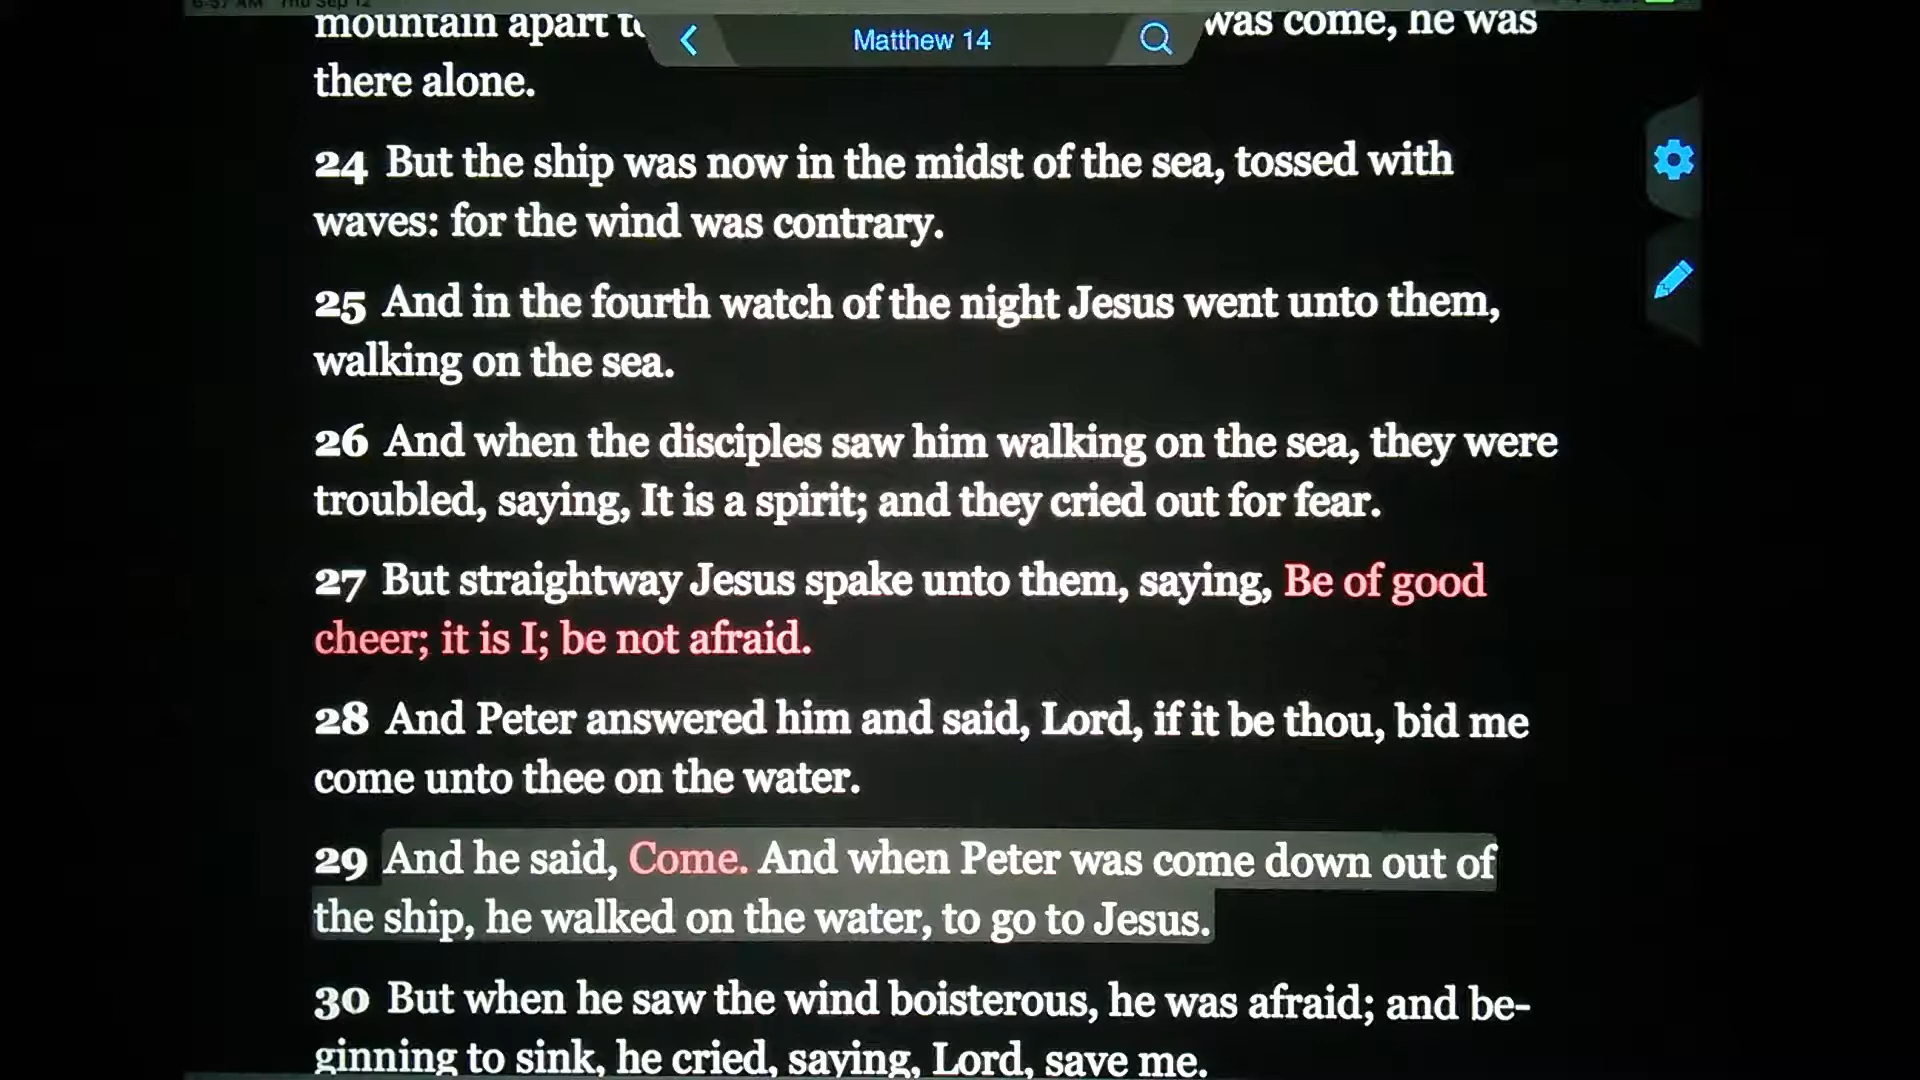 6:37 AM Thu Sep 12
Matthew 14
mountain apart to was come, he was
there alone.
24 But the ship was now in the midst of the sea, tossed with
waves: for the wind was contrary.
25 And in the fourth watch of the night Jesus went unto them,
walking on the sea.
26 And when the disciples saw him walking on the sea, they were
troubled, saying, It is a spirit; and they cried out for fear.
27 But straightway Jesus spake unto them, saying, Be of good
cheer; it is I; be not afraid.
28 And Peter answered him and said, Lord, if it be thou, bid me
come unto thee on the water.
29 And he said, Come. And when Peter was come down out of
the ship, he walked on the water, to go to Jesus.
30 But when he saw the wind boisterous, he was afraid; and be-
ginning to sink, he cried, saying, Lord, save me.